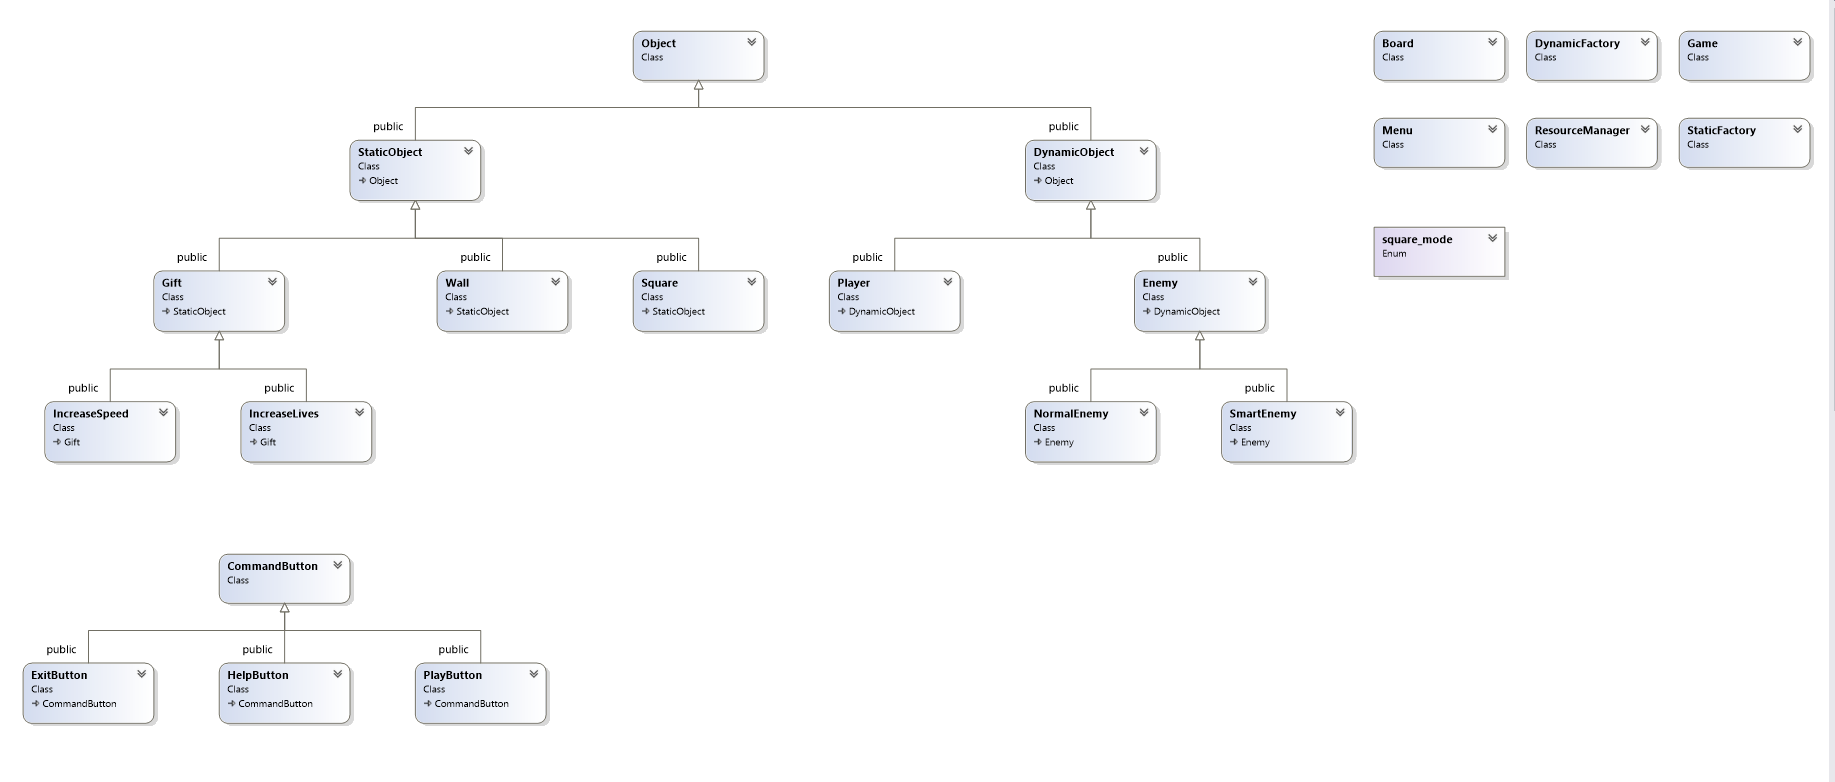 Object
Class
Board
Class
DynamicFactory
Class
Game
Class
public
public
Menu
Class
ResourceManager
Class
StaticFactory
Class
StaticObject
Class
Object
DynamicObject
Class
Object
square_mode
Enum
public
public
public
public
public
Gift
Class
StaticObject
Wall
Class
StaticObject
Square
Class
StaticObject
Player
Class
DynamicObject
Enemy
Class
DynamicObject
public
public
public
public
IncreaseSpeed
Class
Gift
IncreaseLives
Class
Gift
NormalEnemy
Class
Enemy
SmartEnemy
Class
Enemy
CommandButton
Class
public
public
public
ExitButton
Class
CommandButton
HelpButton
Class
CommandButton
PlayButton
Class
CommandButton